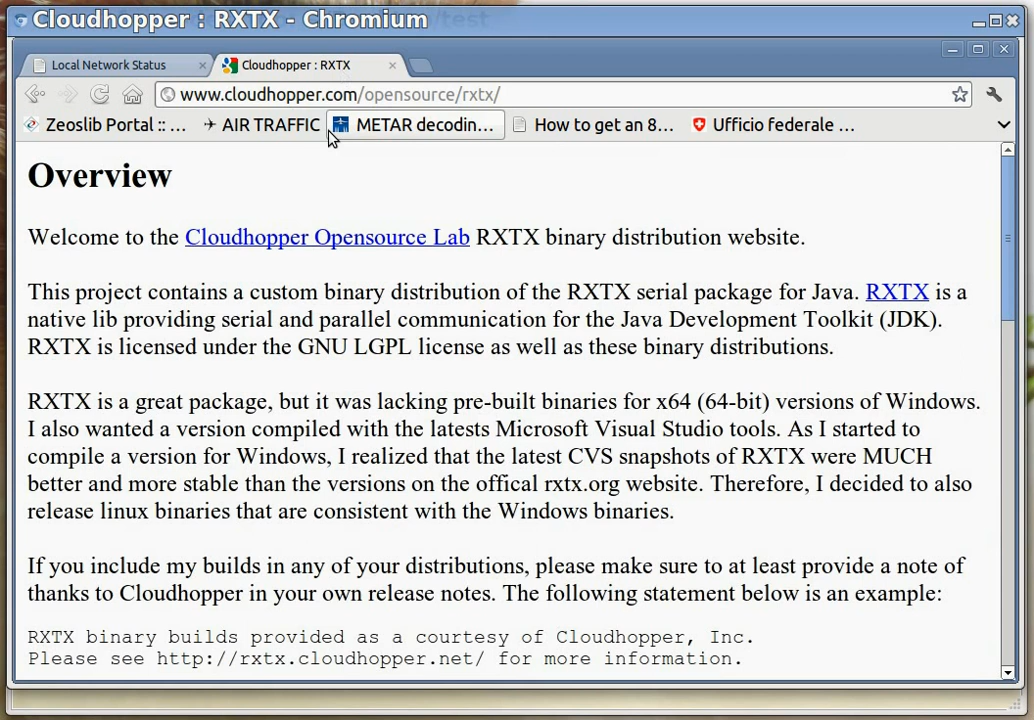 Cloudhopper : RXTX - Chromium
Local Network Status
Cloudhopper : RXTX
www.cloudhopper.com/opensource/rxtx/
Zeoslib Portal :: ... AIR TRAFFIC METAR decodin... How to get an 8... Ufficio federale ...
Overview
Welcome to the Cloudhopper Opensource Lab RXTX binary distribution website.
This project contains a custom binary distribution of the RXTX serial package for Java. RXTX is a
native lib providing serial and parallel communication for the Java Development Toolkit (JDK).
RXTX is licensed under the GNU LGPL license as well as these binary distributions.
RXTX is a great package, but it was lacking pre-built binaries for x64 (64-bit) versions of Windows.
I also wanted a version compiled with the latests Microsoft Visual Studio tools. As I started to
compile a version for Windows, I realized that the latest CVS snapshots of RXTX were MUCH
better and more stable than the versions on the offical rxtx.org website. Therefore, I decided to also
release linux binaries that are consistent with the Windows binaries.
If you include my builds in any of your distributions, please make sure to at least provide a note of
thanks to Cloudhopper in your own release notes. The following statement below is an example:
RXTX binary builds provided as a courtesy of Cloudhopper, Inc.
Please see http://rxtx.cloudhopper.net/ for more information.